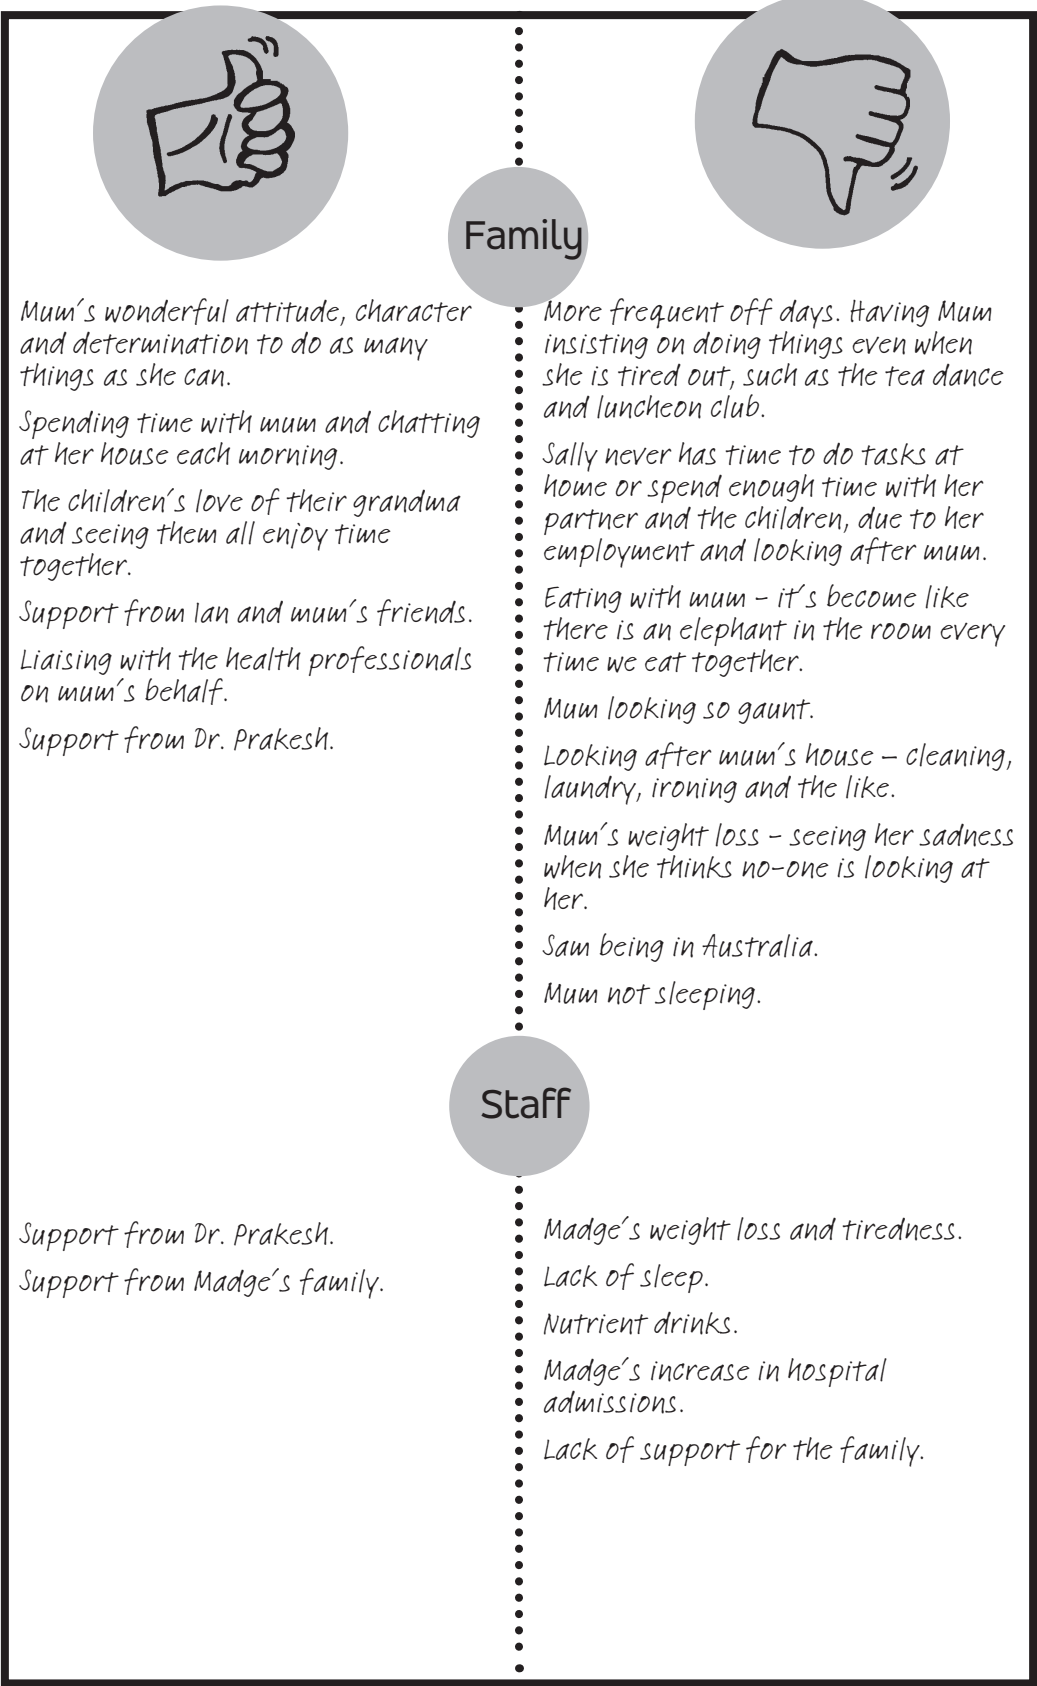 Family
Mum's wonderful attitude, character
and determination to do as many
things as she can.
Spending time with mum and chatting
at her house each morning.
The children's love of their grandma
and seeing them all enjoy time
together.
Support from Ian and mum's friends.
Liaising with the health professionals
on mum's behalf.
Support from Dr. Prakesh.
More frequent off days. Having Mum
insisting on doing things even when
she is tired out, such as the tea dance
and luncheon club.
Sally never has time to do tasks at
home or spend enough time with her
partner and the children, due to her
employment and looking after mum.
Eating with mum – it's become like
there is an elephant in the room every
time we eat together.
Mum looking so gaunt.
Looking after mum's house – cleaning,
laundry, ironing and the like.
Mum's weight loss – seeing her sadness
when she thinks no-one is looking at
her.
Sam being in Australia.
Mum not sleeping.
Staff
Support from Dr. Prakesh.
Support from Madge's family.
Madge's weight loss and tiredness.
Lack of sleep.
Nutrient drinks.
Madge's increase in hospital
admissions.
Lack of support for the family.